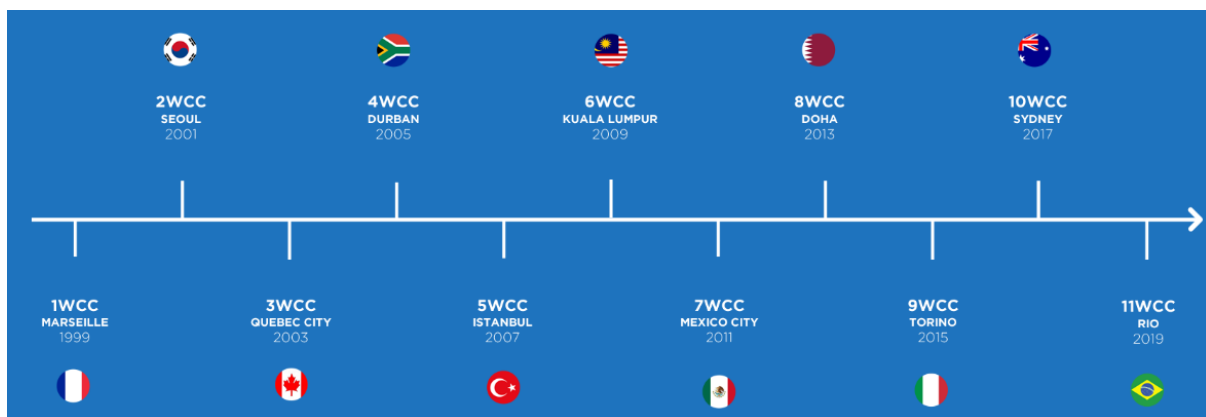 2WCC
SEOUL
2001
4WCC
DURBAN
2005
6WCC
KUALA LUMPUR
2009
8WCC
DOHA
2013
10WCC
SYDNEY
2017
1WCC
MARSEILLE
1999
3WCC
QUEBEC CITY
2003
5WCC
ISTANBUL
2007
7WCC
MEXICO CITY
2011
9WCC
TORINO
2015
11WCC
RIO
2019